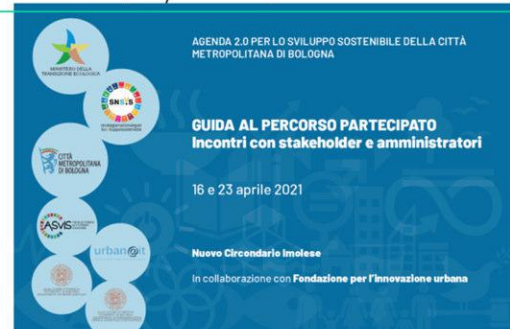 AGENDA 2.0 PER LO SVILUPPO SOSTENIBILE DELLA CITTÀ
METROPOLITANA DI BOLOGNA
MINISTERO DELLA
TRANSIZIONE ECOLOGICA
SNSvS
GUIDA AL PERCORSO PARTECIPATO
Incontri con stakeholder e amministratori
CITTÀ
METROPOLITANA
DI BOLOGNA
16 e 23 aprile 2021
ASviS
urban@it
Nuovo Circondario Imolese
In collaborazione con Fondazione per l'innovazione urbana